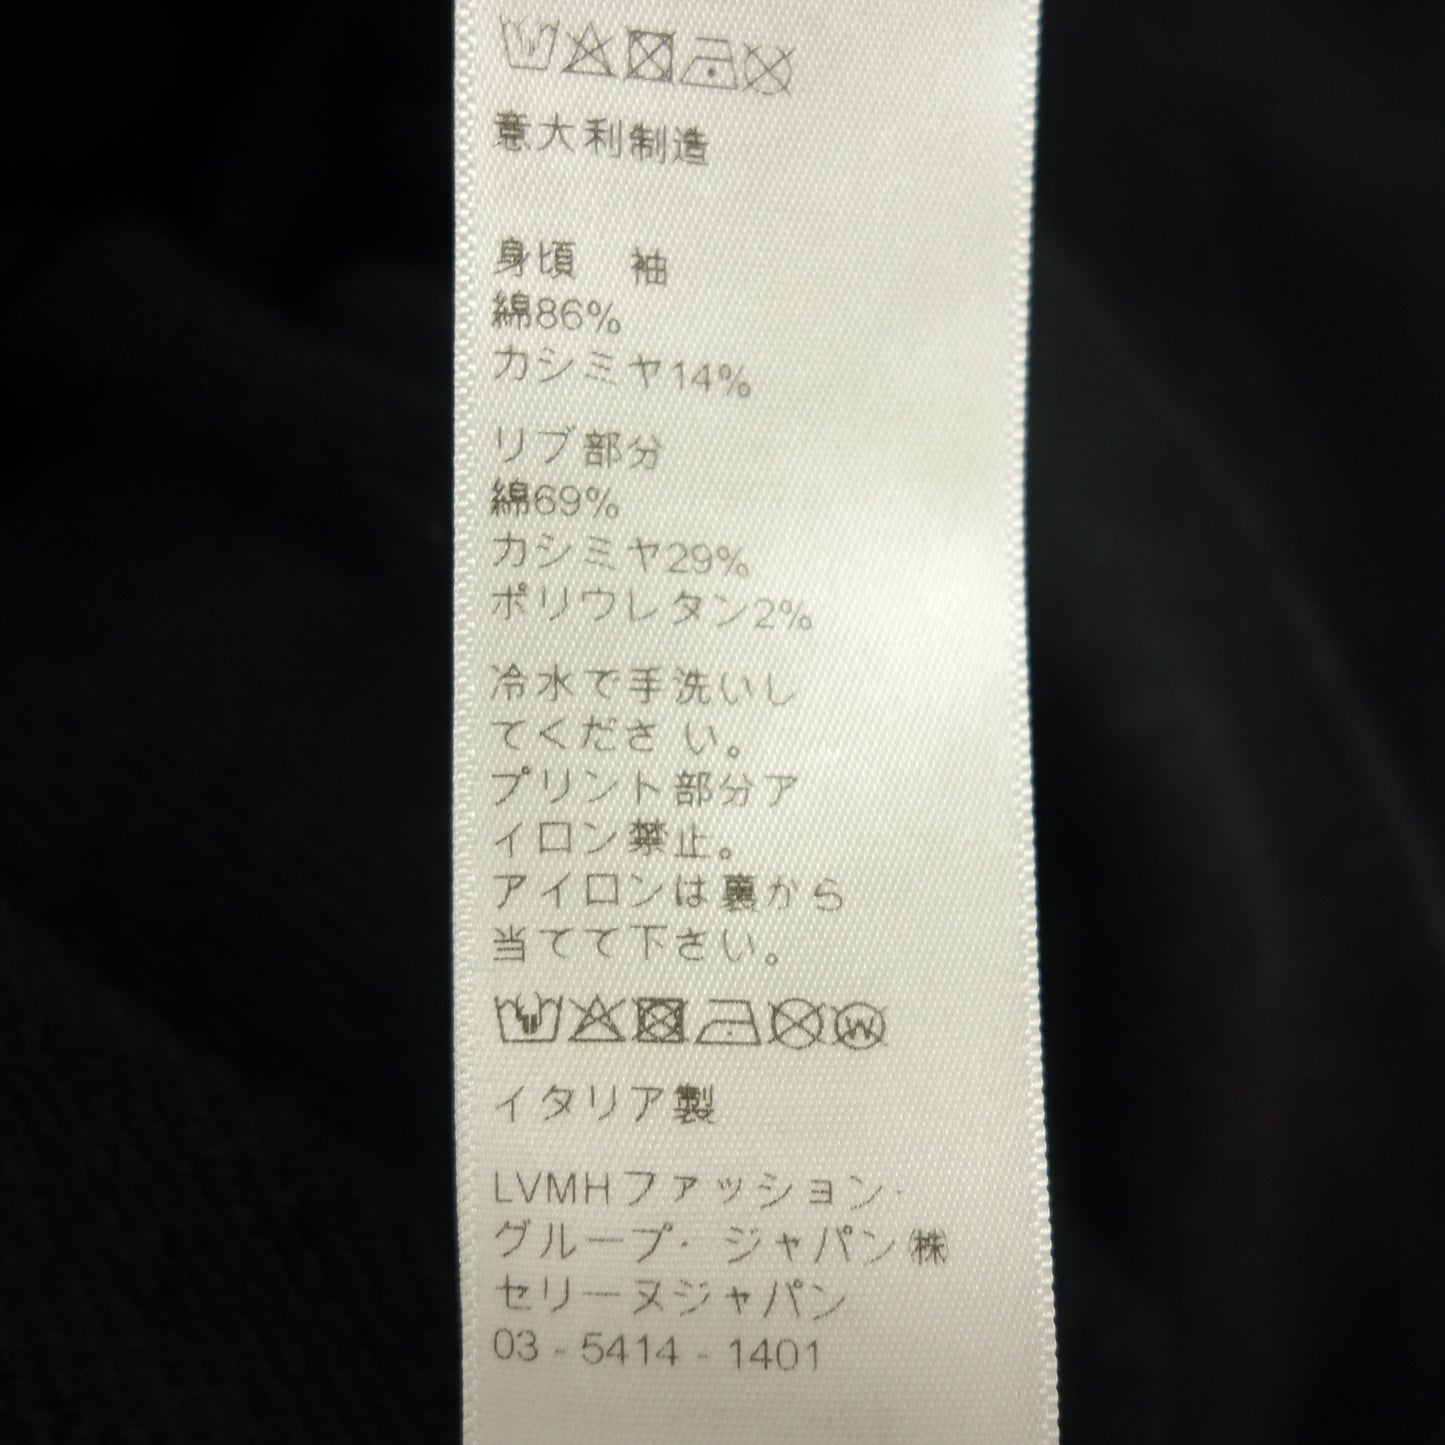 意大利制造
身頃　袖
綿86%
カシミヤ14%
リブ部分
綿69%
カシミヤ29%
ポリウレタン2%
冷水で手洗いし
てください。
プリント部分ア
イロン禁止。
アイロンは裏から
当てて下さい。
W
イタリア製
LVMHファッション・
グループ・ジャパン㈱
セリーヌジャパン
03-5414-1401